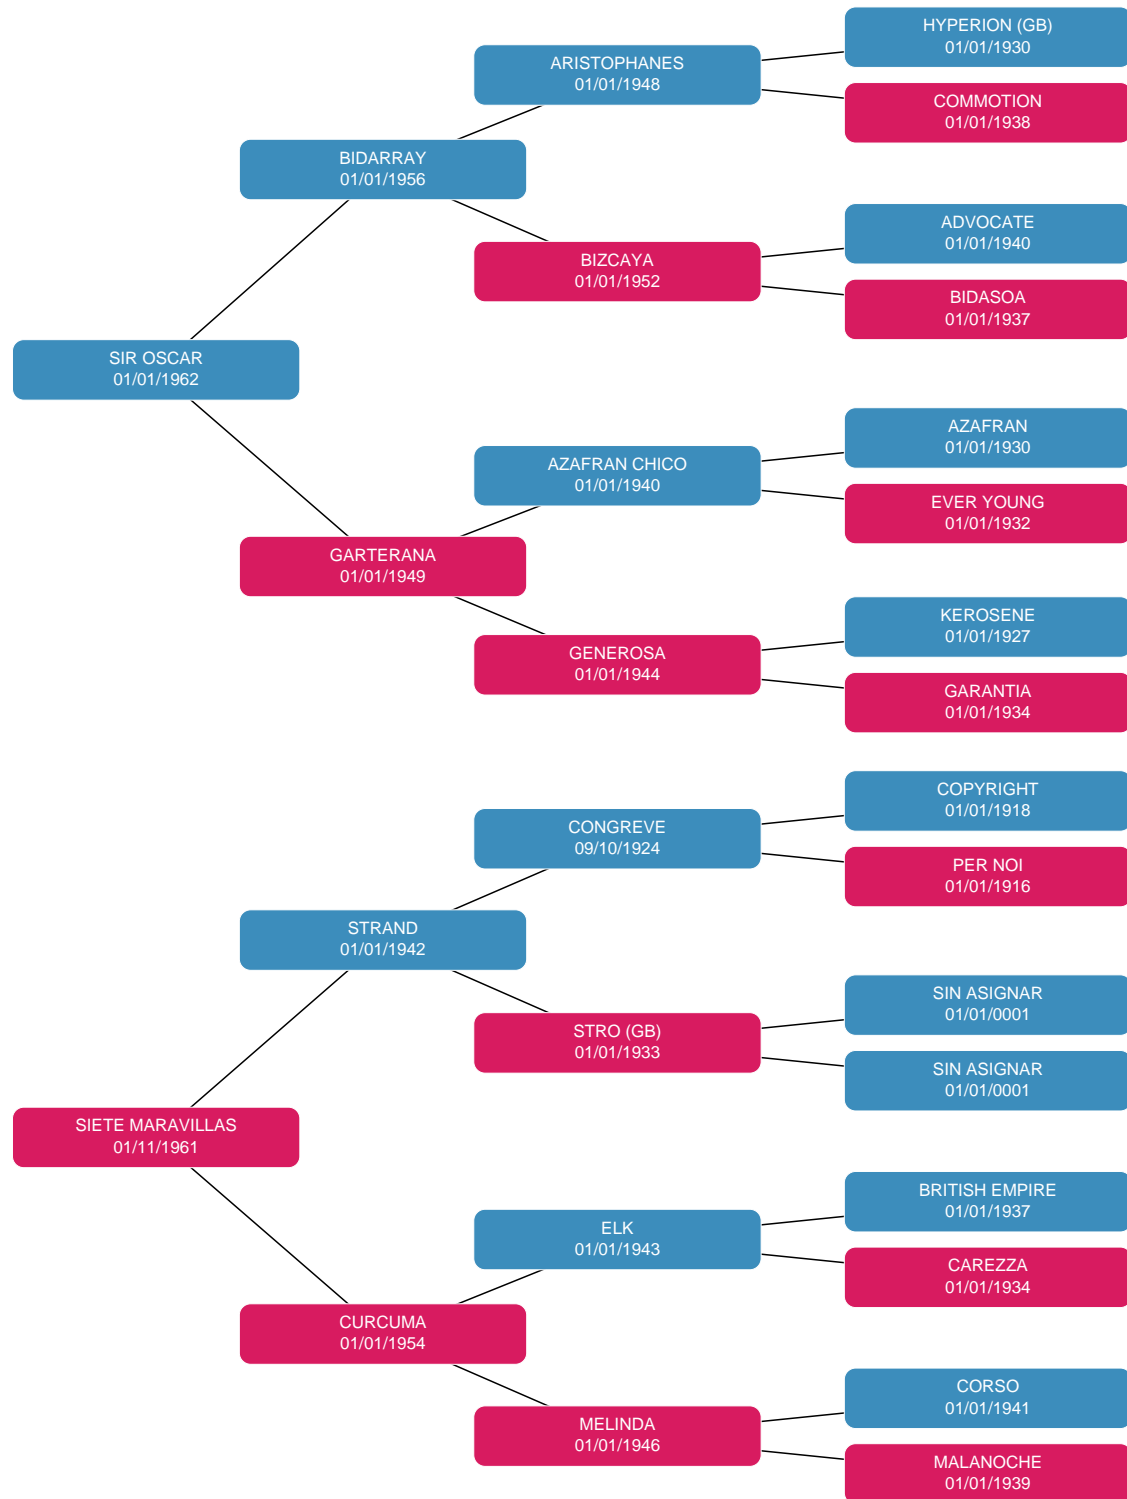 HYPERION (GB)
01/01/1930
ARISTOPHANES
01/01/1948
COMMOTION
01/01/1938
BIDARRAY
01/01/1956
ADVOCATE
01/01/1940
BIZCAYA
01/01/1952
BIDASOA
01/01/1937
SIR OSCAR
01/01/1962
AZAFRAN
01/01/1930
AZAFRAN CHICO
01/01/1940
EVER YOUNG
01/01/1932
GARTERANA
01/01/1949
KEROSENE
01/01/1927
GENEROSA
01/01/1944
GARANTIA
01/01/1934
COPYRIGHT
01/01/1918
CONGREVE
09/10/1924
PER NOI
01/01/1916
STRAND
01/01/1942
SIN ASIGNAR
01/01/0001
STRO (GB)
01/01/1933
SIN ASIGNAR
01/01/0001
SIETE MARAVILLAS
01/11/1961
BRITISH EMPIRE
01/01/1937
ELK
01/01/1943
CAREZZA
01/01/1934
CURCUMA
01/01/1954
CORSO
01/01/1941
MELINDA
01/01/1946
MALANOCHE
01/01/1939